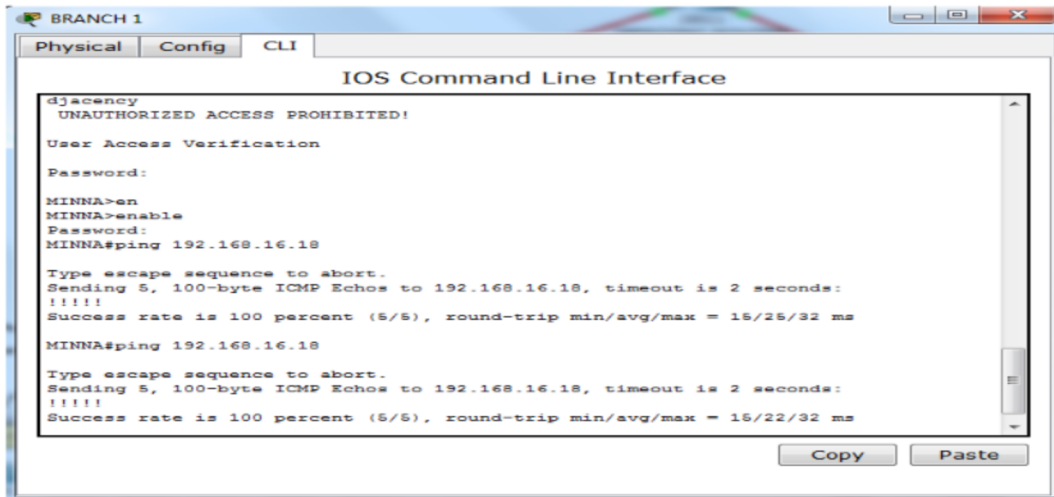 BRANCH 1
Physical Config CLI
IOS Command Line Interface
djacency
UNAUTHORIZED ACCESS PROHIBITED!
User Access Verification
Password:
MINNA>en
MINNA>enable
Password:
MINNA#ping 192.168.16.18
Type escape sequence to abort.
Sending 5, 100-byte ICMP Echos to 192.168.16.18, timeout is 2 seconds:
!!!!!
Success rate is 100 percent (5/5), round-trip min/avg/max = 15/25/32 ms
MINNA#ping 192.168.16.18
Type escape sequence to abort.
Sending 5, 100-byte ICMP Echos to 192.168.16.18, timeout is 2 seconds:
!!!!!
Success rate is 100 percent (5/5), round-trip min/avg/max = 15/22/32 ms
Copy Paste